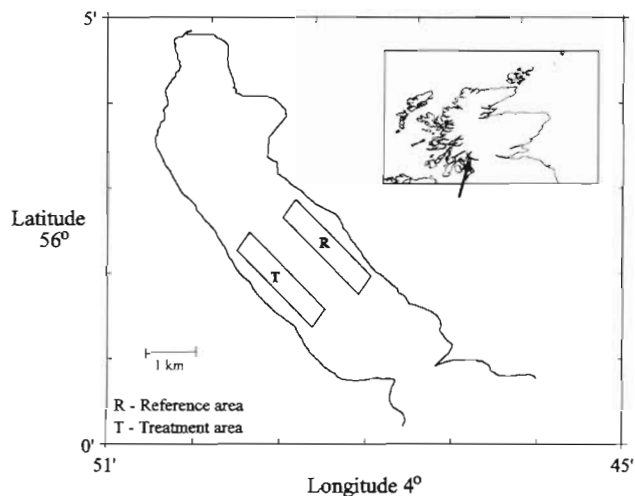 5'
Latitude
56°
R
T
1 km
R - Reference area
T - Treatment area
0'
51'
45'
Longitude 4°